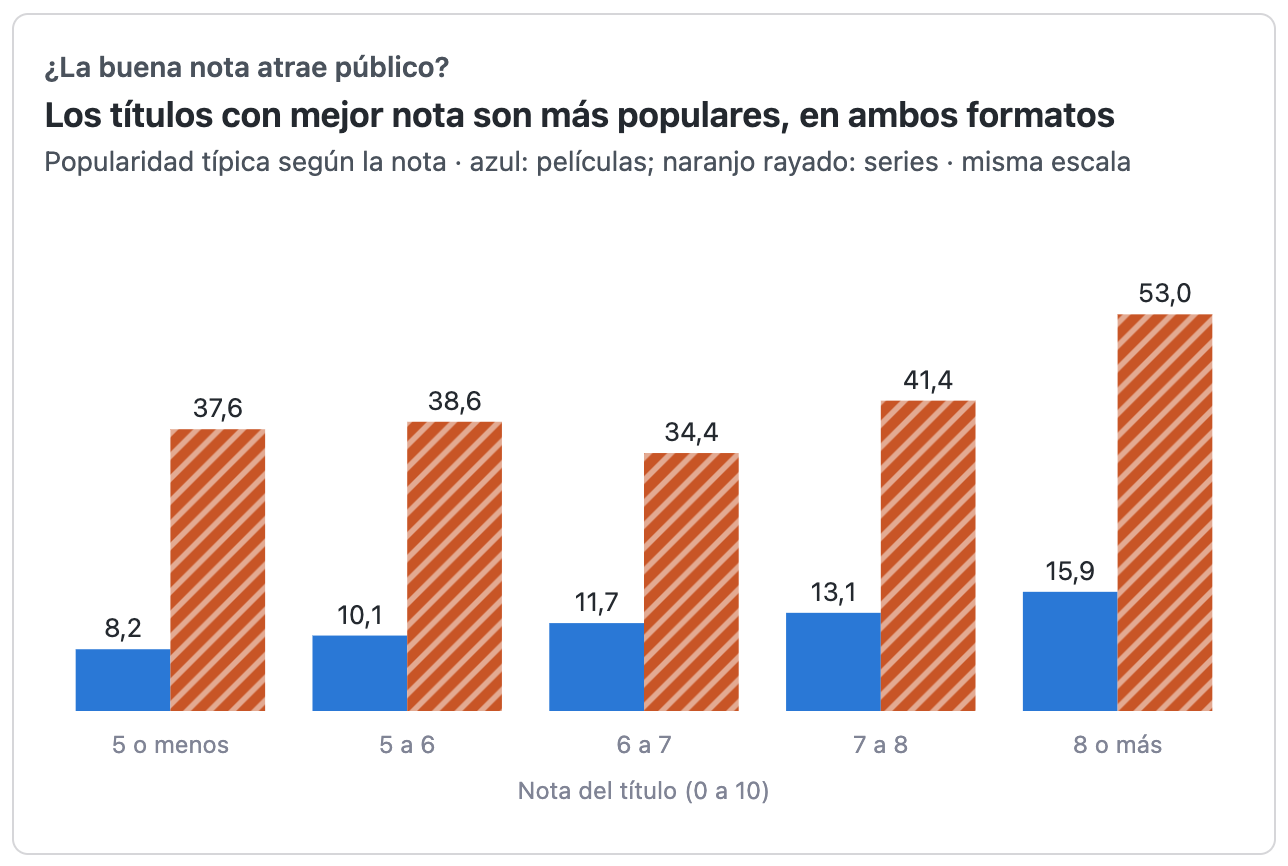 ¿La buena nota atrae público?
Los títulos con mejor nota son más populares, en ambos formatos
Popularidad típica según la nota · azul: películas; naranjo rayado: series · misma escala
53,0
41,4
37,6
38,6
34,4
15,9
13,1
11,7
10,1
8,2
5 o menos
5 a 6
6 a 7
7 a 8
8 o más
Nota del título (0 a 10)